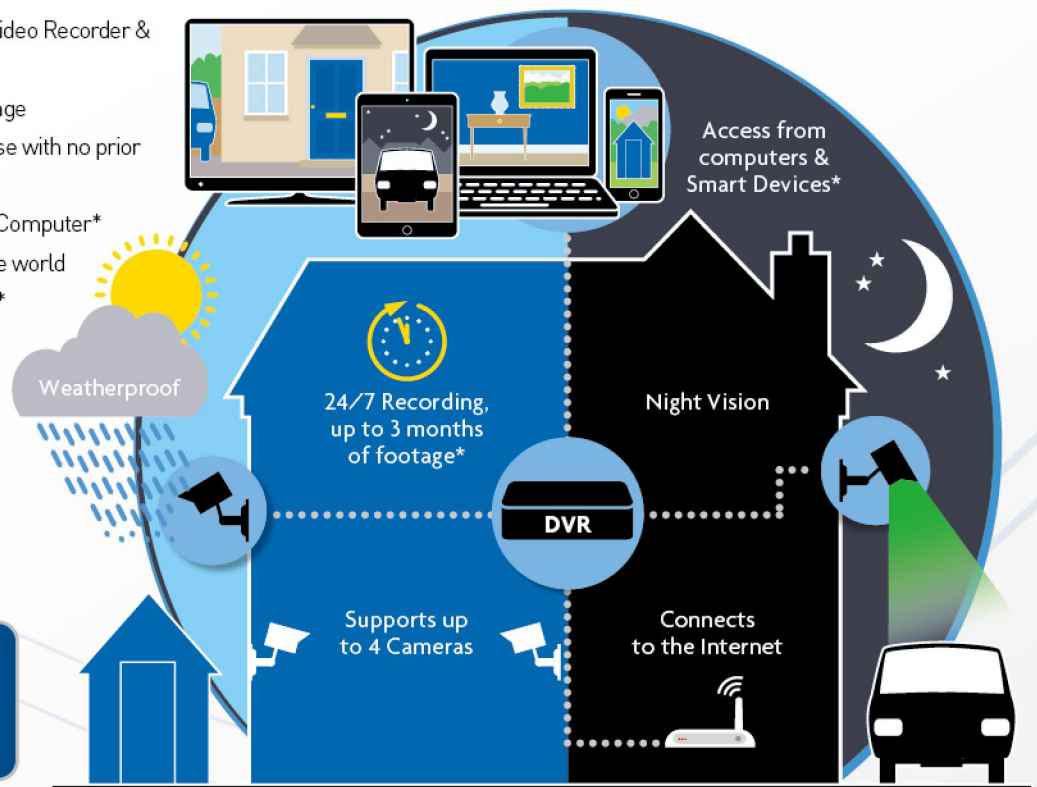 ideo Recorder &
age
se with no prior
Computer*
e world
*
Access from
computers &
Smart Devices*
Weatherproof
24/7 Recording,
up to 3 months
of footage*
Night Vision
DVR
Supports up
to 4 Cameras
Connects
to the Internet